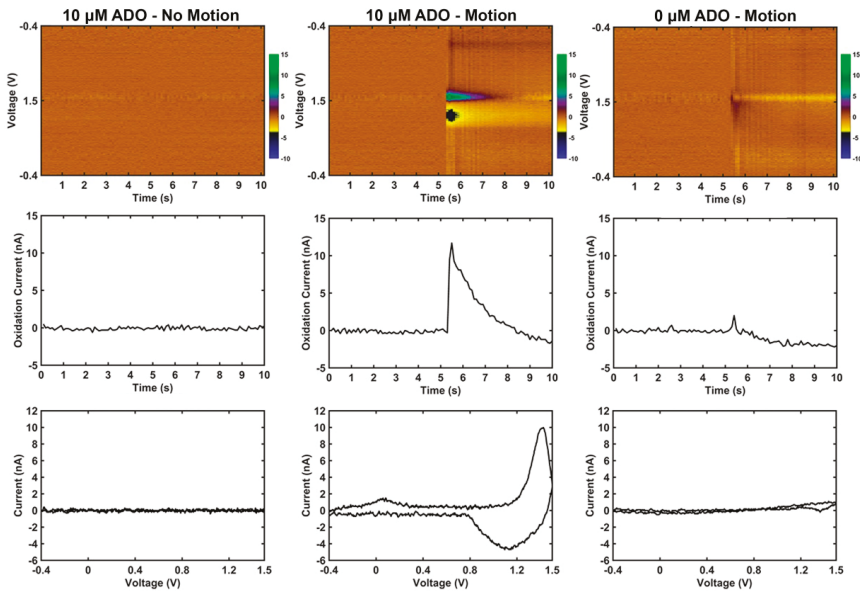 10 µM ADO - No Motion
10 µM ADO - Motion
0 µM ADO - Motion
-0.4
1.5
-0.4
Voltage (V)
15
10
5
0
-5
-10
1 2 3 4 5 6 7 8 9 10
Time (s)
-0.4
1.5
-0.4
Voltage (V)
15
10
5
0
-5
-10
1 2 3 4 5 6 7 8 9 10
Time (s)
-0.4
1.5
-0.4
Voltage (V)
15
10
5
0
-5
-10
1 2 3 4 5 6 7 8 9 10
Time (s)
15
10
5
0
-5
Oxidation Current (nA)
0 1 2 3 4 5 6 7 8 9 10
Time (s)
15
10
5
0
-5
Oxidation Current (nA)
0 1 2 3 4 5 6 7 8 9 10
Time (s)
15
10
5
0
-5
Oxidation Current (nA)
0 1 2 3 4 5 6 7 8 9 10
Time (s)
12
10
8
6
4
2
0
-2
-4
-6
Current (nA)
-0.4 0 0.4 0.8 1.2 1.5
Voltage (V)
12
10
8
6
4
2
0
-2
-4
-6
Current (nA)
-0.4 0 0.4 0.8 1.2 1.5
Voltage (V)
12
10
8
6
4
2
0
-2
-4
-6
Current (nA)
-0.4 0 0.4 0.8 1.2 1.5
Voltage (V)